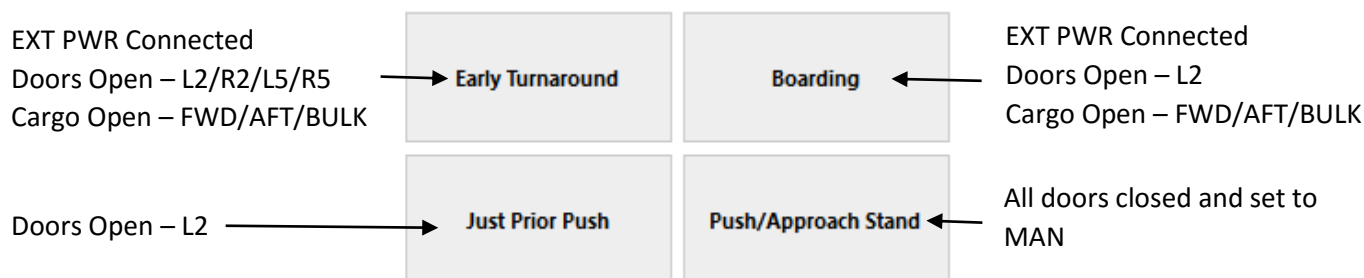 EXT PWR Connected
Doors Open – L2/R2/L5/R5
Cargo Open – FWD/AFT/BULK
Early Turnaround
Boarding
EXT PWR Connected
Doors Open – L2
Cargo Open – FWD/AFT/BULK
Doors Open – L2
Just Prior Push
Push/Approach Stand
All doors closed and set to
MAN